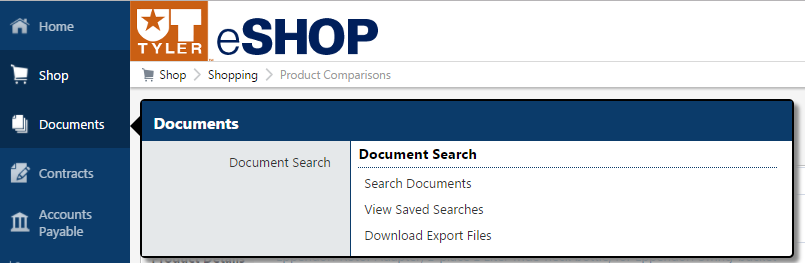 Home
UT
TYLER
eSHOP
Shop
Shop
Shopping
Product Comparisons
Documents
Documents
Document Search
Document Search
Search Documents
View Saved Searches
Download Export Files
Contracts
Accounts
Payable